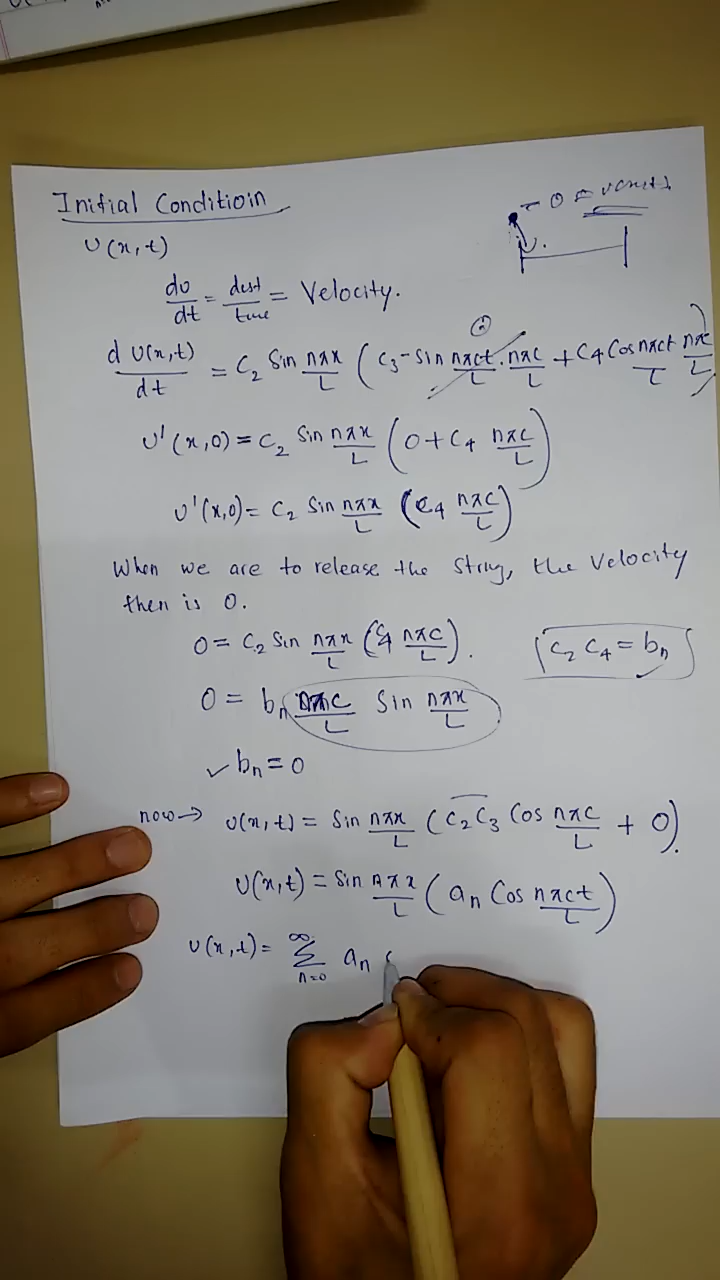 Initial Conditioin
U(x,t)
- 0 = velocity
L
du/dt = dist/time = Velocity.
d U(x,t)/dt = C₂ Sin nπx/L ( C₃ - Sin nπct/L . nπc/L + C₄ Cos nπct/L nπc/L )
U'(x,0) = C₂ Sin nπx/L ( 0 + C₄ nπc/L )
U'(x,0) = C₂ Sin nπx/L ( C₄ nπc/L )
When we are to release the string, the Velocity
then is 0.
0 = C₂ Sin nπx/L ( C₄ nπc/L ).
C₂ C₄ = bₙ
0 = bₙ nπc/L Sin nπx/L
✓ bₙ = 0
now → U(x,t) = Sin nπx/L ( C₂C₃ Cos nπc/L + 0 ).
U(x,t) = Sin nπx/L ( aₙ Cos nπct/L )
U(x,t) = ∞ Σ n=0 aₙ c